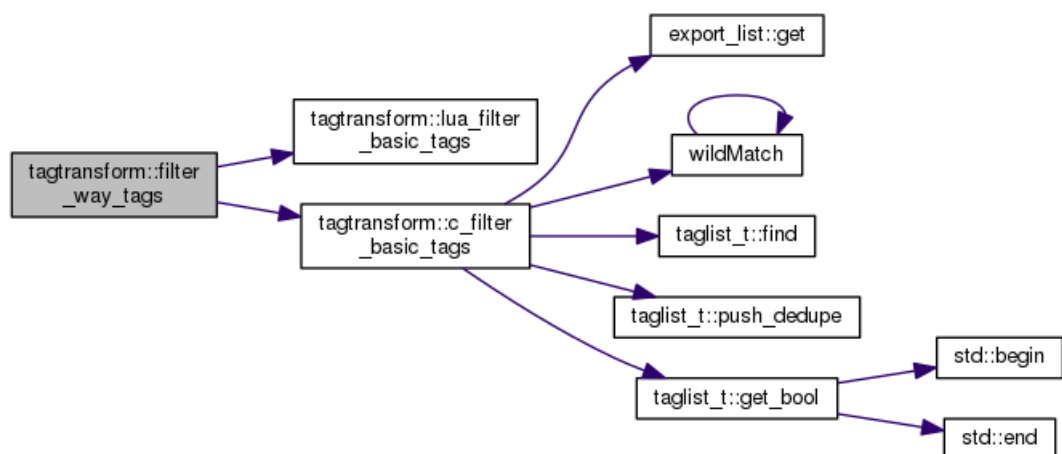 export_list::get
tagtransform::lua_filter
_basic_tags
wildMatch
tagtransform::filter
_way_tags
tagtransform::c_filter
_basic_tags
taglist_t::find
taglist_t::push_dedupe
std::begin
taglist_t::get_bool
std::end